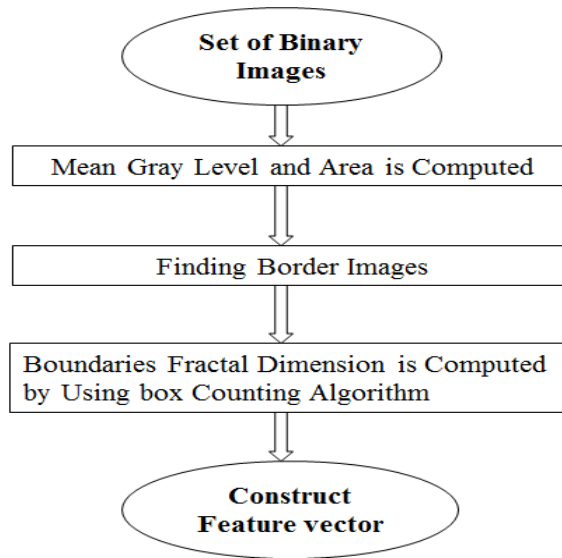 Set of Binary
Images
Mean Gray Level and Area is Computed
Finding Border Images
Boundaries Fractal Dimension is Computed
by Using box Counting Algorithm
Construct
Feature vector